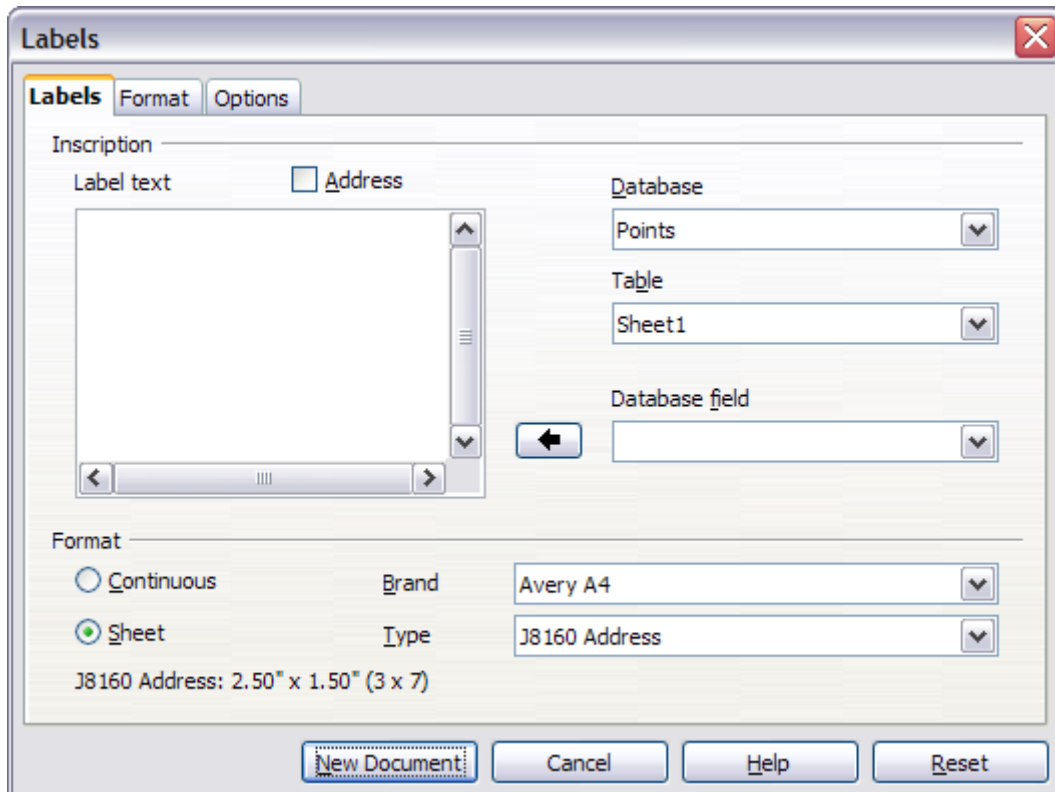 Labels
Labels Format Options
Inscription
Label text Address
Database
Points
Table
Sheet1
Database field
Format
Continuous Brand Avery A4
Sheet Type J8160 Address
J8160 Address: 2.50" x 1.50" (3 x 7)
New Document Cancel Help Reset